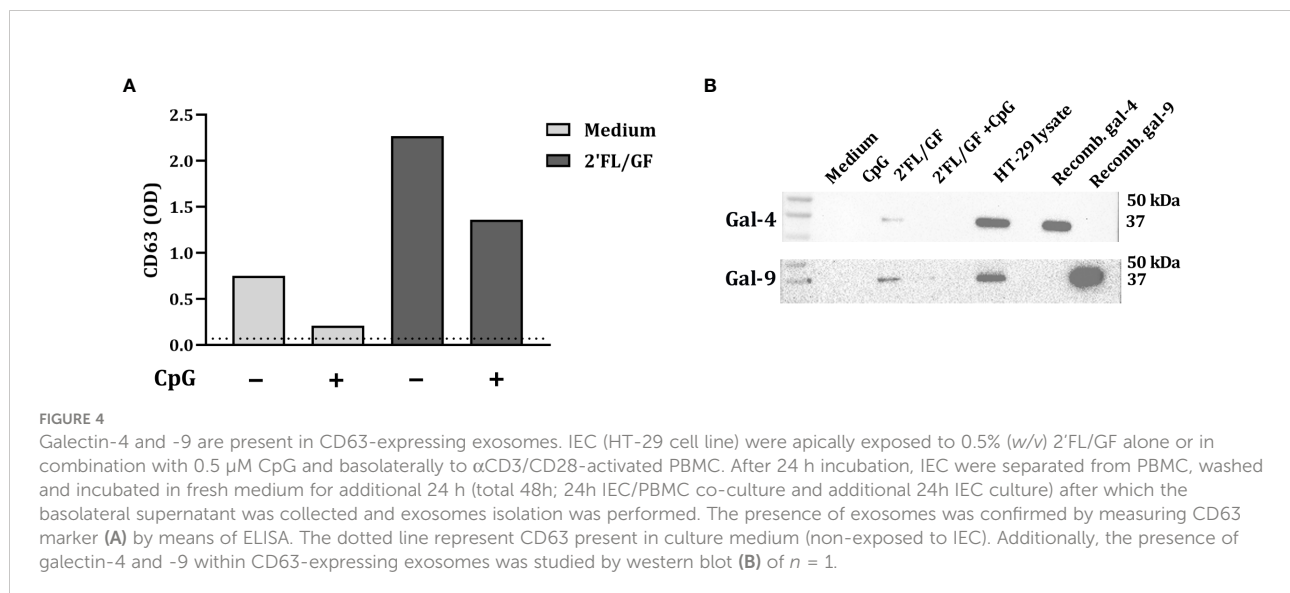 A
2.5
2.0
1.5
1.0
0.5
0.0
CD63 (OD)
Medium
2'FL/GF
CpG − + − +
B
Medium
CpG
2'FL/GF
2'FL/GF +CpG
HT-29 lysate
Recomb. gal-4
Recomb. gal-9
Gal-4
50 kDa
37
Gal-9
50 kDa
37
FIGURE 4
Galectin-4 and -9 are present in CD63-expressing exosomes. IEC (HT-29 cell line) were apically exposed to 0.5% (w/v) 2'FL/GF alone or in
combination with 0.5 µM CpG and basolaterally to αCD3/CD28-activated PBMC. After 24 h incubation, IEC were separated from PBMC, washed
and incubated in fresh medium for additional 24 h (total 48h; 24h IEC/PBMC co-culture and additional 24h IEC culture) after which the
basolateral supernatant was collected and exosomes isolation was performed. The presence of exosomes was confirmed by measuring CD63
marker (A) by means of ELISA. The dotted line represent CD63 present in culture medium (non-exposed to IEC). Additionally, the presence of
galectin-4 and -9 within CD63-expressing exosomes was studied by western blot (B) of n = 1.